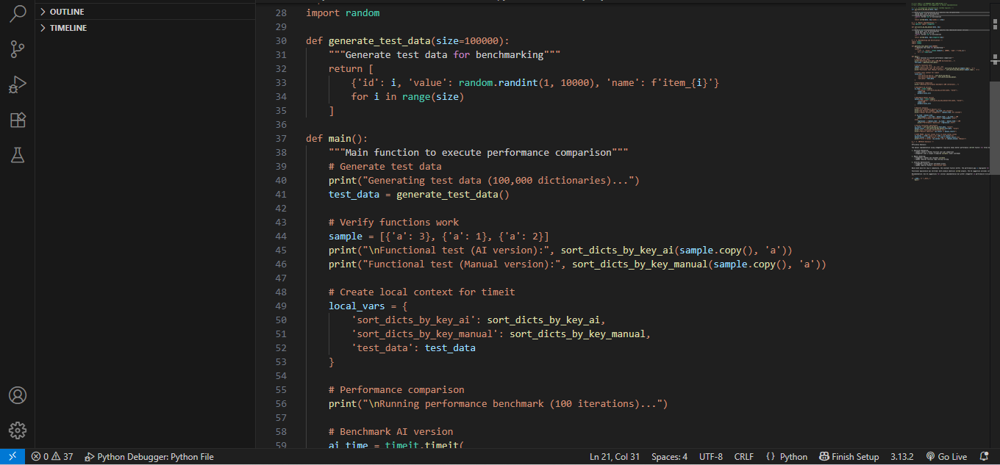 OUTLINE
TIMELINE
28 import random
29
30 def generate_test_data(size=100000):
31     """Generate test data for benchmarking"""
32     return [
33         {'id': i, 'value': random.randint(1, 10000), 'name': f'item_{i}'}
34         for i in range(size)
35     ]
36
37 def main():
38     """Main function to execute performance comparison"""
39     # Generate test data
40     print("Generating test data (100,000 dictionaries)...")
41     test_data = generate_test_data()
42
43     # Verify functions work
44     sample = [{'a': 3}, {'a': 1}, {'a': 2}]
45     print("\nFunctional test (AI version):", sort_dicts_by_key_ai(sample.copy(), 'a'))
46     print("Functional test (Manual version):", sort_dicts_by_key_manual(sample.copy(), 'a'))
47
48     # Create local context for timeit
49     local_vars = {
50         'sort_dicts_by_key_ai': sort_dicts_by_key_ai,
51         'sort_dicts_by_key_manual': sort_dicts_by_key_manual,
52         'test_data': test_data
53     }
54
55     # Performance comparison
56     print("\nRunning performance benchmark (100 iterations)...")
57
58     # Benchmark AI version
59     ai_time = timeit.timeit(
0 37 Python Debugger: Python File Ln 21, Col 31 Spaces: 4 UTF-8 CRLF {} Python Finish Setup 3.13.2 Go Live